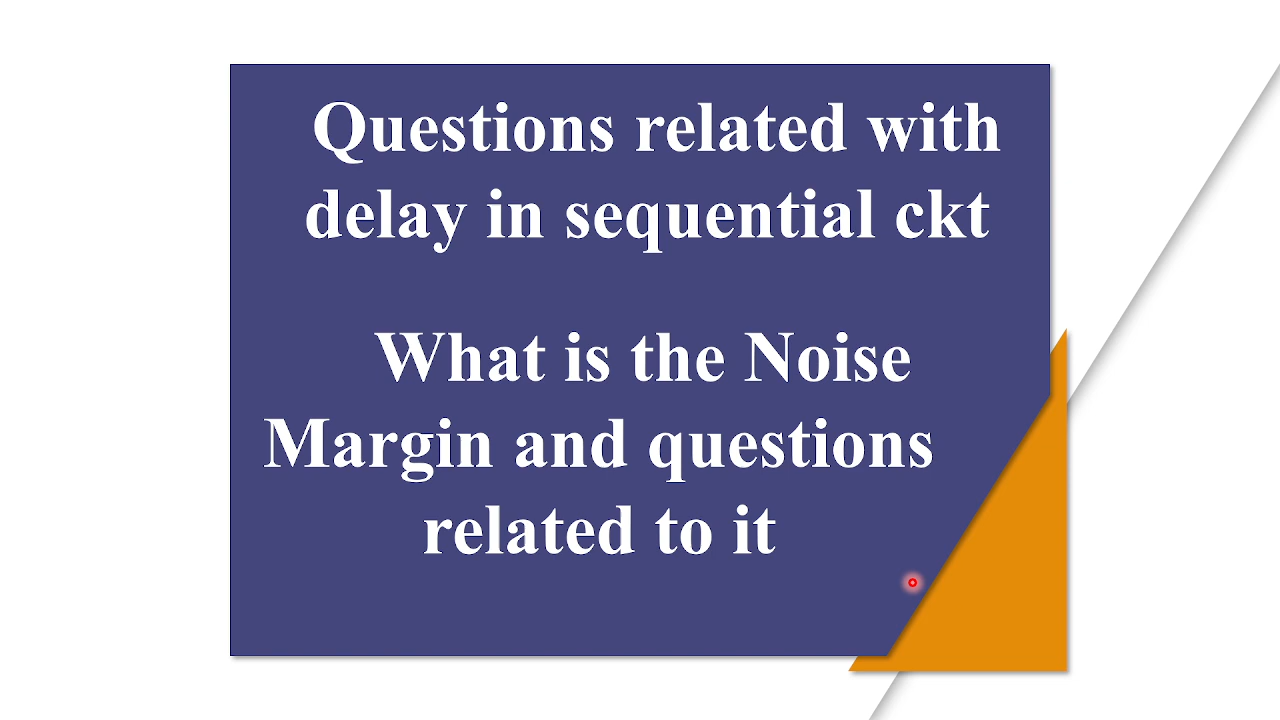 Questions related with
delay in sequential ckt
What is the Noise
Margin and questions
related to it